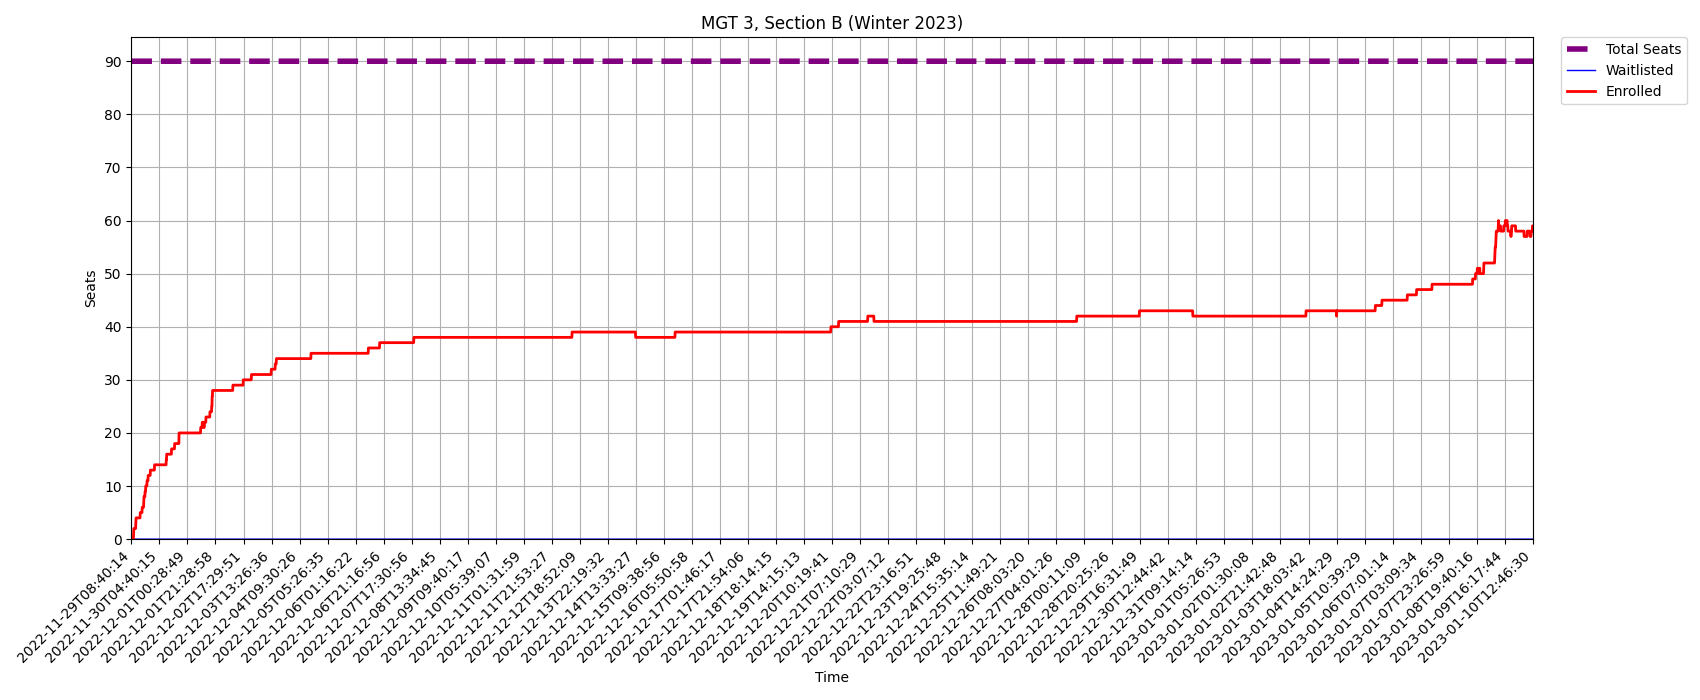 MGT 3, Section B (Winter 2023)
Total Seats
Waitlisted
Enrolled
Seats
90
80
70
60
50
40
30
20
10
0
2022-11-29T08:40:14
2022-11-30T04:40:15
2022-12-01T00:28:49
2022-12-01T21:28:58
2022-12-02T17:29:51
2022-12-03T13:26:36
2022-12-04T09:30:26
2022-12-05T05:26:35
2022-12-06T01:16:22
2022-12-06T21:16:56
2022-12-07T17:30:56
2022-12-08T13:34:45
2022-12-09T09:40:17
2022-12-10T05:39:07
2022-12-11T01:31:59
2022-12-11T21:53:27
2022-12-12T18:52:09
2022-12-13T22:19:32
2022-12-14T13:33:27
2022-12-15T09:38:56
2022-12-16T05:50:58
2022-12-17T01:46:17
2022-12-17T21:54:06
2022-12-18T18:14:15
2022-12-19T14:15:13
2022-12-20T10:19:41
2022-12-21T07:10:29
2022-12-22T03:07:12
2022-12-22T23:16:51
2022-12-23T19:25:48
2022-12-24T15:35:14
2022-12-25T11:49:21
2022-12-26T08:03:20
2022-12-27T04:01:26
2022-12-28T00:11:09
2022-12-28T20:25:26
2022-12-29T16:31:49
2022-12-30T12:44:42
2022-12-31T09:14:14
2023-01-01T05:26:53
2023-01-02T01:30:08
2023-01-02T21:42:48
2023-01-03T18:03:42
2023-01-04T14:24:29
2023-01-05T10:39:29
2023-01-06T07:01:14
2023-01-07T03:09:34
2023-01-07T23:26:59
2023-01-08T19:40:16
2023-01-09T16:17:44
2023-01-10T12:46:30
Time